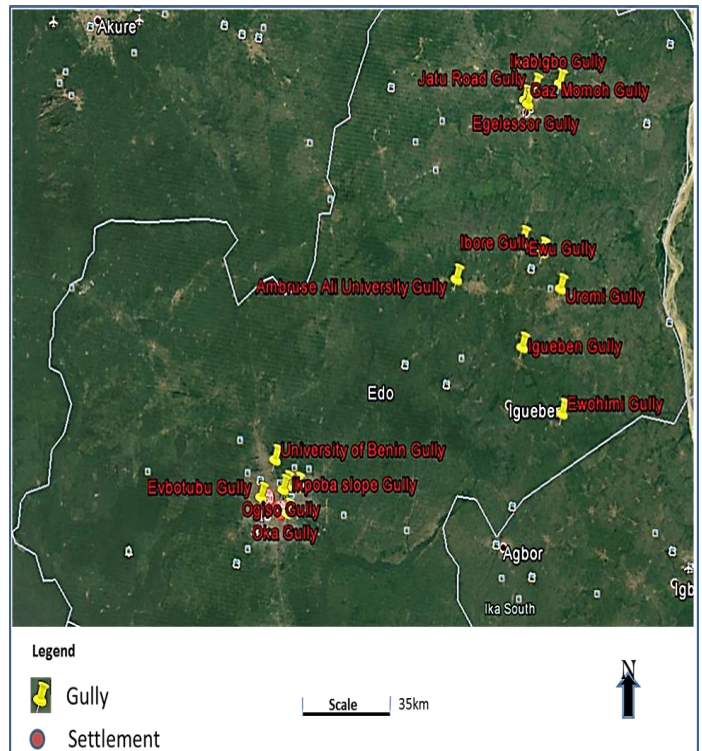 Akure
Ikabigbo Gully
Jatu Road Gully
Gaz Momoh Gully
Egelessor Gully
Ibore Gully
Ewu Gully
Ambruse Ali University Gully
Uromi Gully
Igueben Gully
Edo
Igueben
Ewohimi Gully
University of Benin Gully
Evbotubu Gully
Ikpoba slope Gully
Ogiso Gully
Oka Gully
Agbor
Igb
Ika South
Legend
Gully
Scale 35km
N
Settlement